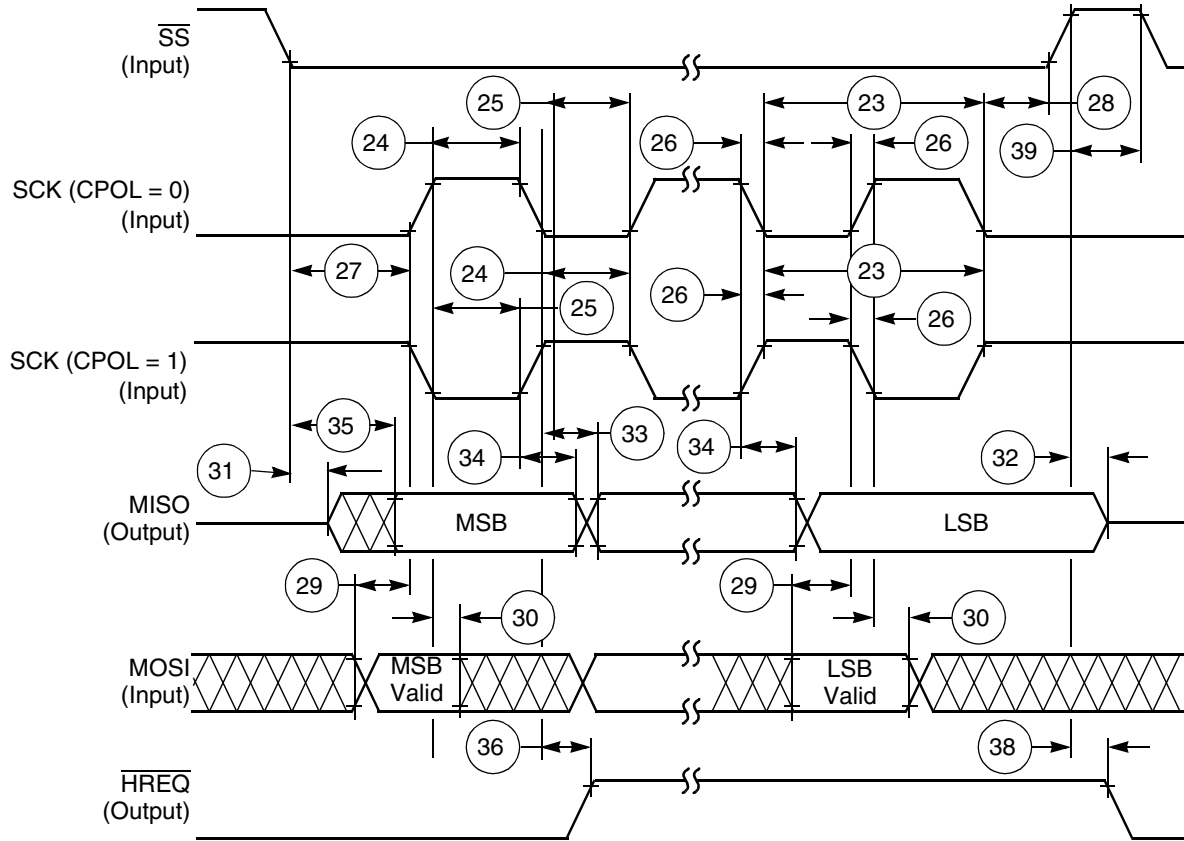 SS
(Input)
25
23
28
24
26
26
39
SCK (CPOL = 0)
(Input)
27
24
23
26
25
26
SCK (CPOL = 1)
(Input)
35
33
34
34
31
32
MISO
(Output)
MSB
LSB
29
29
30
30
MOSI
(Input)
MSB
Valid
LSB
Valid
36
38
HREQ
(Output)